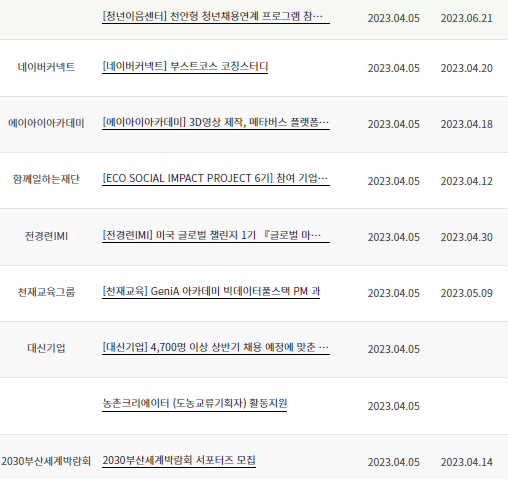 [청년이음센터] 천안형 청년채용연계 프로그램 참… 2023.04.05 2023.06.21
네이버커넥트 [네이버커넥트] 부스트코스 코칭스터디 2023.04.05 2023.04.20
에이아이아카데미 [에이아이아카데미] 3D영상 제작, 메타버스 플랫폼… 2023.04.05 2023.04.18
함께일하는재단 [ECO SOCIAL IMPACT PROJECT 6기] 참여 기업… 2023.04.05 2023.04.12
전경련IMI [전경련IMI] 미국 글로벌 챌린지 1기 『글로벌 마… 2023.04.05 2023.04.30
천재교육그룹 [천재교육] GeniA 아카데미 빅데이터풀스택 PM 과 2023.04.05 2023.05.09
대신기업 [대신기업] 4,700명 이상 상반기 채용 예정에 맞춘 … 2023.04.05
농촌크리에이터 (도농교류기획자) 활동지원 2023.04.05
2030부산세계박람회 2030부산세계박람회 서포터즈 모집 2023.04.05 2023.04.14